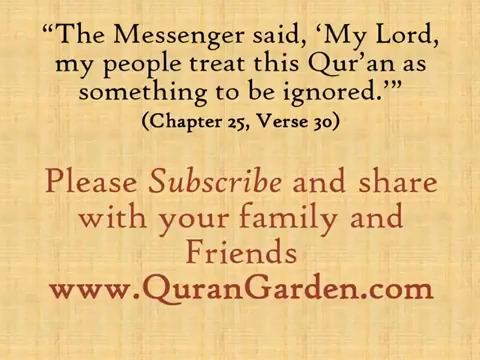 “The Messenger said, ‘My Lord,
my people treat this Qur’an as
something to be ignored.’”
(Chapter 25, Verse 30)
Please Subscribe and share
with your family and
Friends
www.QuranGarden.com